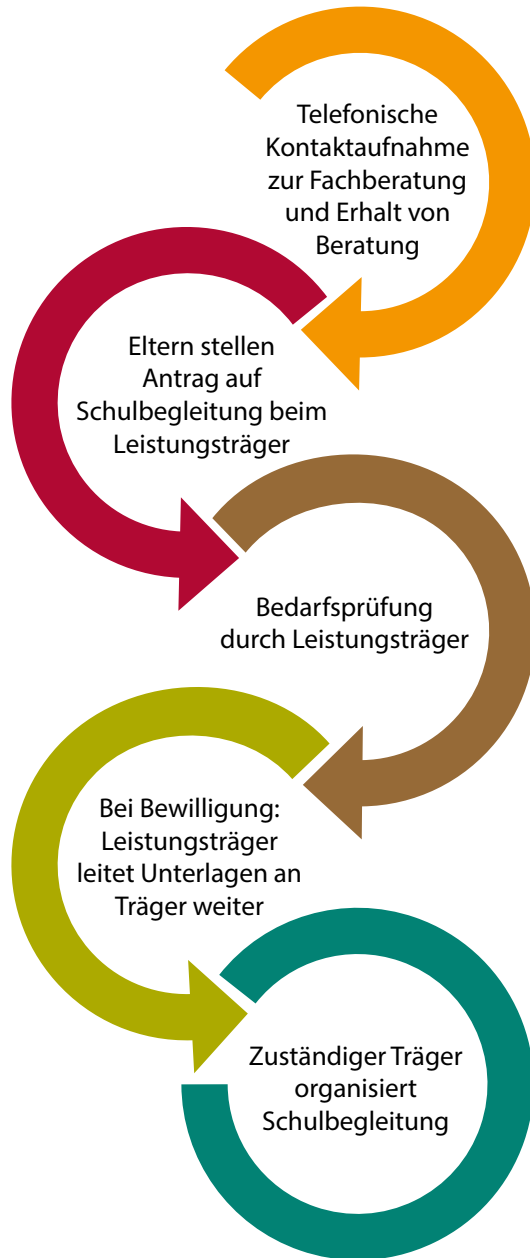 Telefonische
Kontaktaufnahme
zur Fachberatung
und Erhalt von
Beratung
Eltern stellen
Antrag auf
Schulbegleitung beim
Leistungsträger
Bedarfsprüfung
durch Leistungsträger
Bei Bewilligung:
Leistungsträger
leitet Unterlagen an
Träger weiter
Zuständiger Träger
organisiert
Schulbegleitung